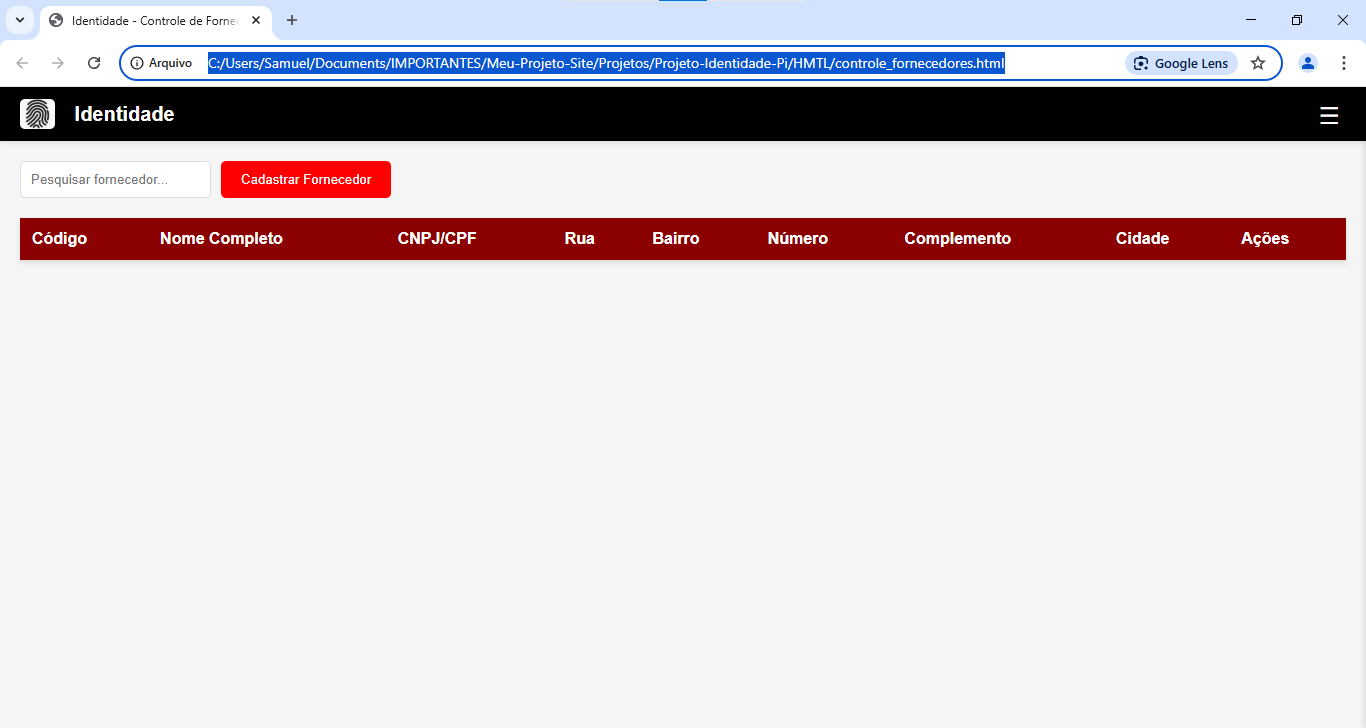 Identidade - Controle de Forne
Arquivo C:/Users/Samuel/Documents/IMPORTANTES/Meu-Projeto-Site/Projetos/Projeto-Identidade-Pi/HMTL/controle_fornecedores.html Google Lens
Identidade
Pesquisar fornecedor... Cadastrar Fornecedor
Código Nome Completo CNPJ/CPF Rua Bairro Número Complemento Cidade Ações